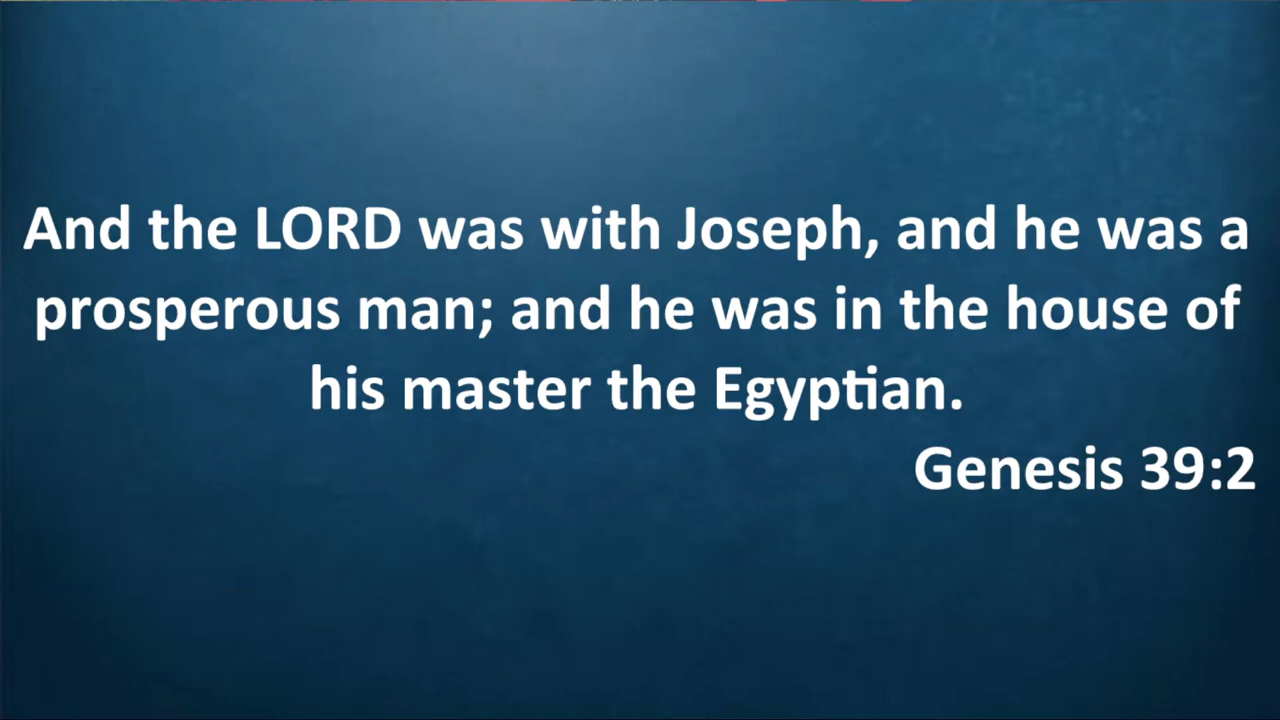 And the LORD was with Joseph, and he was a
prosperous man; and he was in the house of
his master the Egyptian.
Genesis 39:2